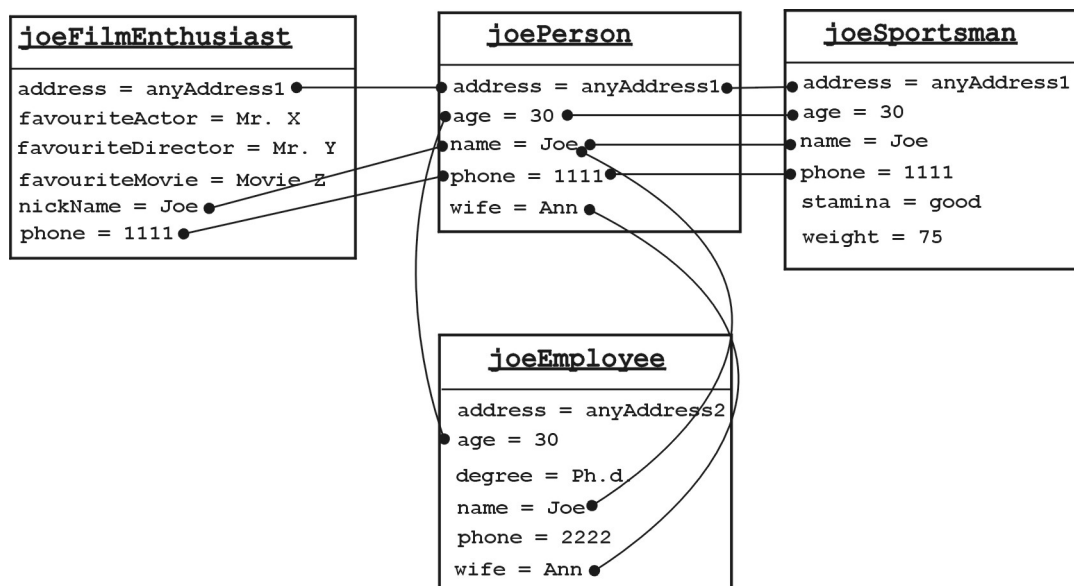 joeFilmEnthusiast
address = anyAddress1
favouriteActor = Mr. X
favouriteDirector = Mr. Y
favouriteMovie = Movie Z
nickName = Joe
phone = 1111
joePerson
address = anyAddress1
age = 30
name = Joe
phone = 1111
wife = Ann
joeSportsman
address = anyAddress1
age = 30
name = Joe
phone = 1111
stamina = good
weight = 75
joeEmployee
address = anyAddress2
age = 30
degree = Ph.d.
name = Joe
phone = 2222
wife = Ann